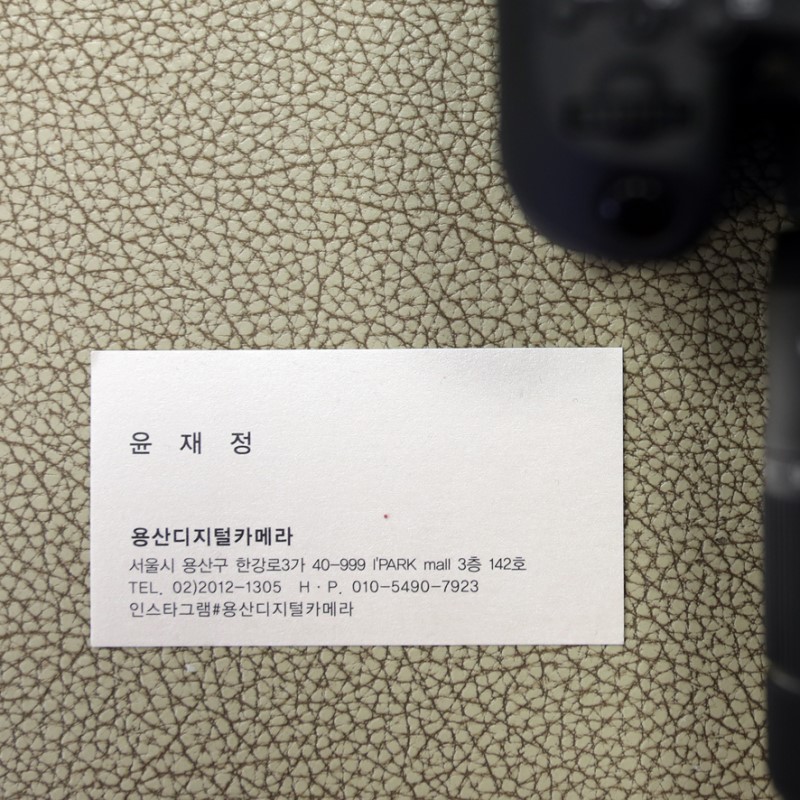 윤 재 정
용산디지털카메라
서울시 용산구 한강로3가 40-999 I'PARK mall 3층 142호
TEL. 02)2012-1305 H·P. 010-5490-7923
인스타그램#용산디지털카메라